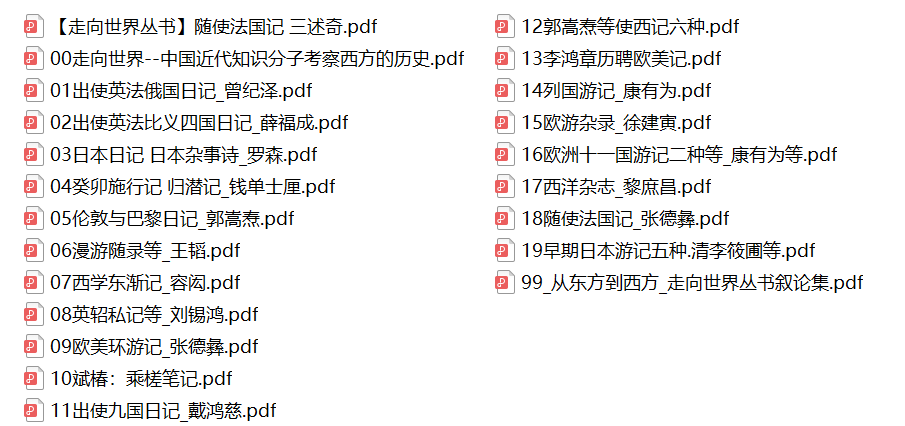 【走向世界丛书】随使法国记 三述奇.pdf
00走向世界--中国近代知识分子考察西方的历史.pdf
01出使英法俄国日记_曾纪泽.pdf
02出使英法比义四国日记_薛福成.pdf
03日本日记 日本杂事诗_罗森.pdf
04癸卯旅行记 归潜记_钱单士厘.pdf
05伦敦与巴黎日记_郭嵩焘.pdf
06漫游随录等_王韬.pdf
07西学东渐记_容闳.pdf
08英轺私记等_刘锡鸿.pdf
09欧美环游记_张德彝.pdf
10斌椿：乘槎笔记.pdf
11出使九国日记_戴鸿慈.pdf
12郭嵩焘等使西记六种.pdf
13李鸿章历聘欧美记.pdf
14列国游记_康有为.pdf
15欧游杂录_徐建寅.pdf
16欧洲十一国游记二种等_康有为等.pdf
17西洋杂志_黎庶昌.pdf
18随使法国记_张德彝.pdf
19早期日本游记五种.清李筱圃等.pdf
99_从东方到西方_走向世界丛书叙论集.pdf